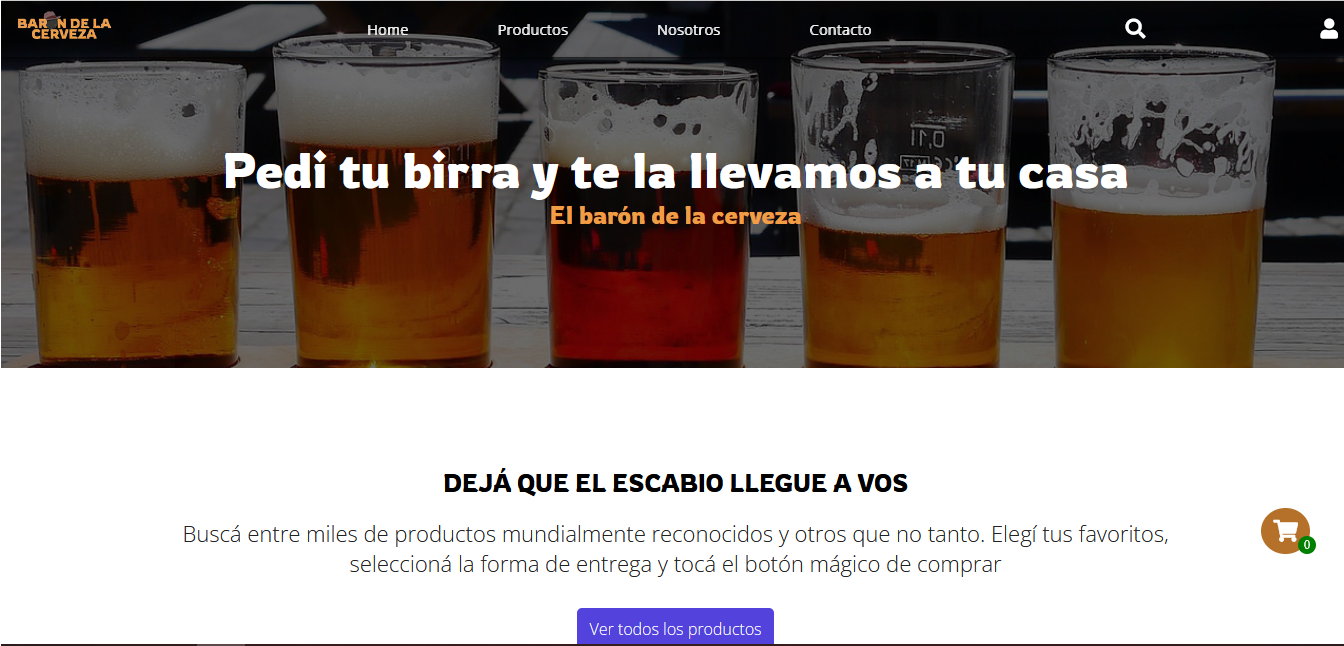 BARÓN DE LA
CERVEZA
Home
Productos
Nosotros
Contacto
0,1l
Pedi tu birra y te la llevamos a tu casa
El barón de la cerveza
DEJÁ QUE EL ESCABIO LLEGUE A VOS
Buscá entre miles de productos mundialmente reconocidos y otros que no tanto. Elegí tus favoritos,
seleccioná la forma de entrega y tocá el botón mágico de comprar
0
Ver todos los productos